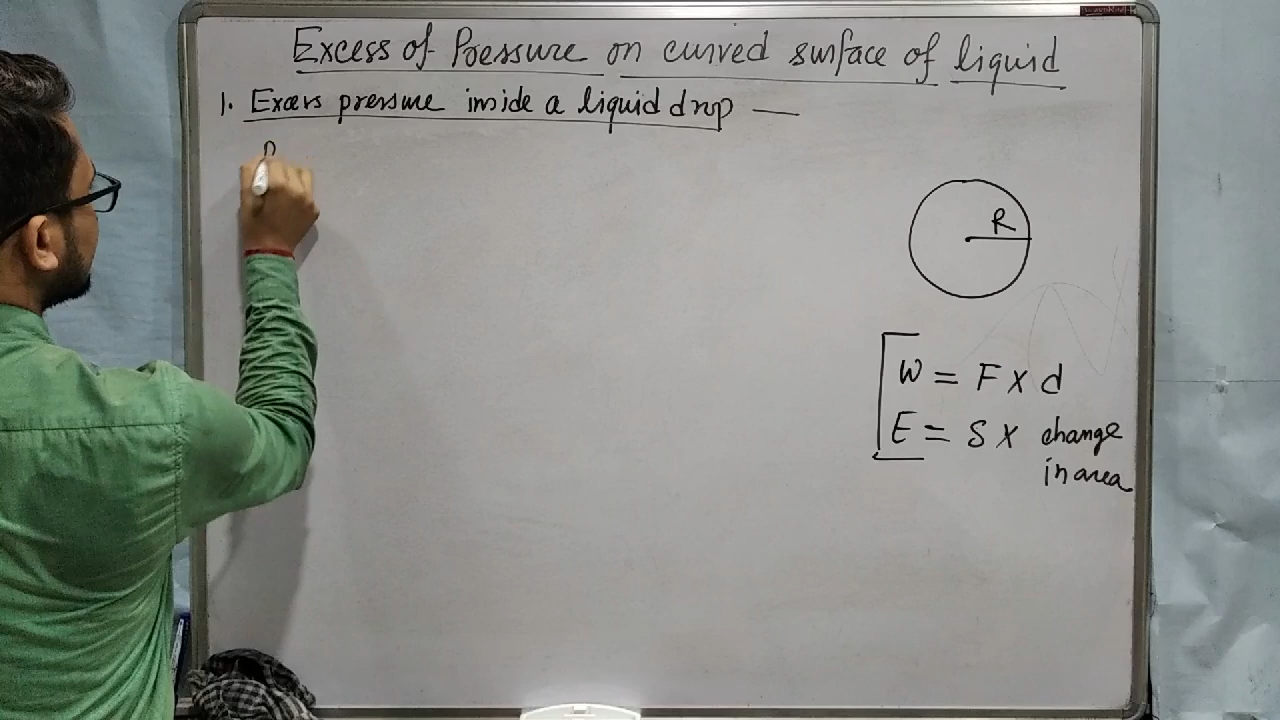 Excess of Pressure on curved surface of liquid
1. Excess pressure inside a liquid drop —
R
W = F x d
E = S x change
in area